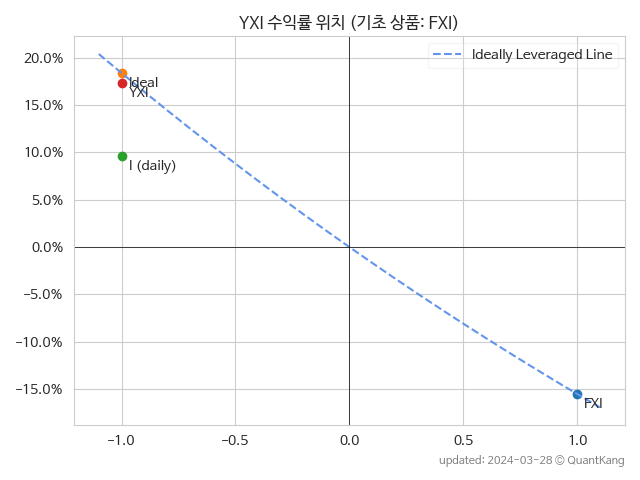 YXI 수익률 위치 (기초 상품: FXI)
Ideally Leveraged Line
20.0%
15.0%
10.0%
5.0%
0.0%
−5.0%
−10.0%
−15.0%
Ideal
YXI
I (daily)
FXI
−1.0
−0.5
0.0
0.5
1.0
updated: 2024-03-28 © QuantKang